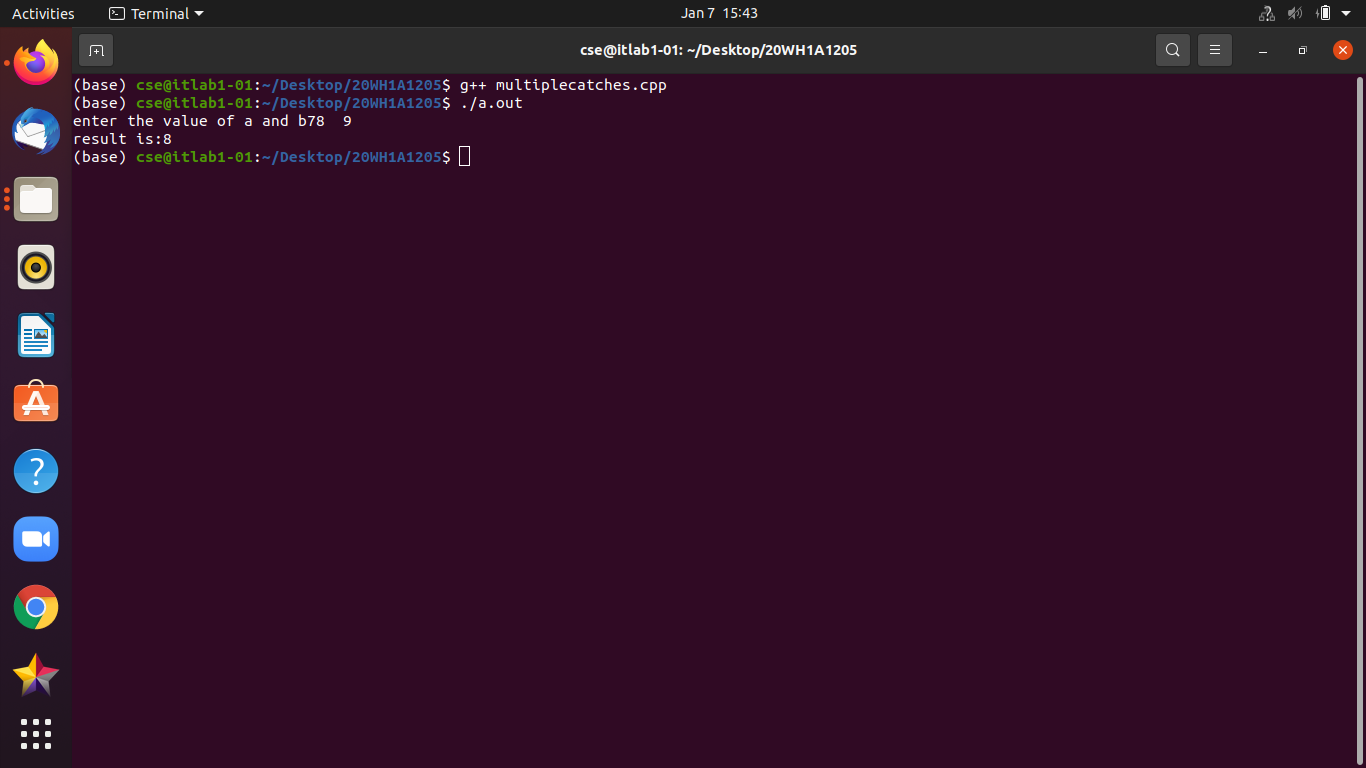 Activities
Terminal
Jan 7 15:43
cse@itlab1-01: ~/Desktop/20WH1A1205
(base) cse@itlab1-01:~/Desktop/20WH1A1205$ g++ multiplecatches.cpp
(base) cse@itlab1-01:~/Desktop/20WH1A1205$ ./a.out
enter the value of a and b78  9
result is:8
(base) cse@itlab1-01:~/Desktop/20WH1A1205$